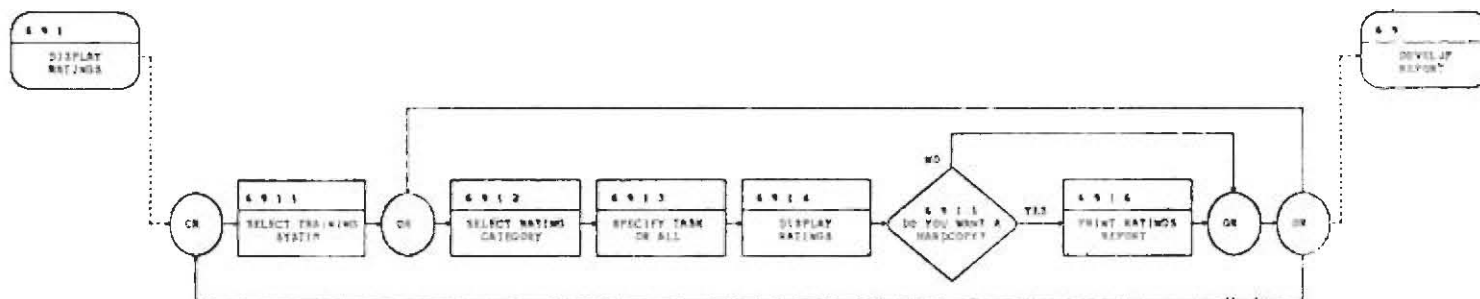 6 9 1
DISPLAY
RATINGS
6 9
DEVELOP
REPORT
NO
OR
6 9 1 1
SELECT TRAINING
SYSTEM
OR
6 9 1 2
SELECT RATING
CATEGORY
6 9 1 3
SPECIFY TASK
OR ALL
6 9 1 4
DISPLAY
RATINGS
6 9 1 5
DO YOU WANT A
HARDCOPY?
YES
6 9 1 6
PRINT RATINGS
REPORT
OR
OR